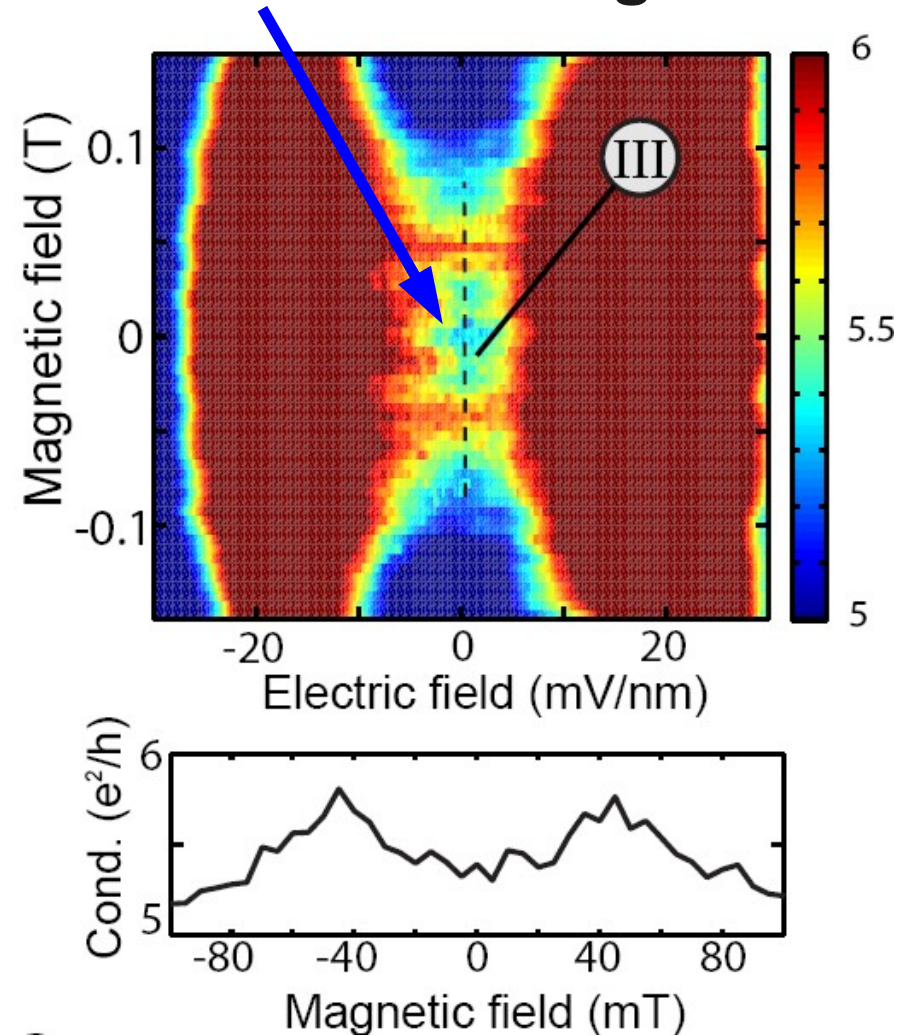 6
0.1
III
Magnetic field (T)
0
5.5
-0.1
5
-20 0 20
Electric field (mV/nm)
6
Cond. (e²/h)
5
-80 -40 0 40 80
Magnetic field (mT)